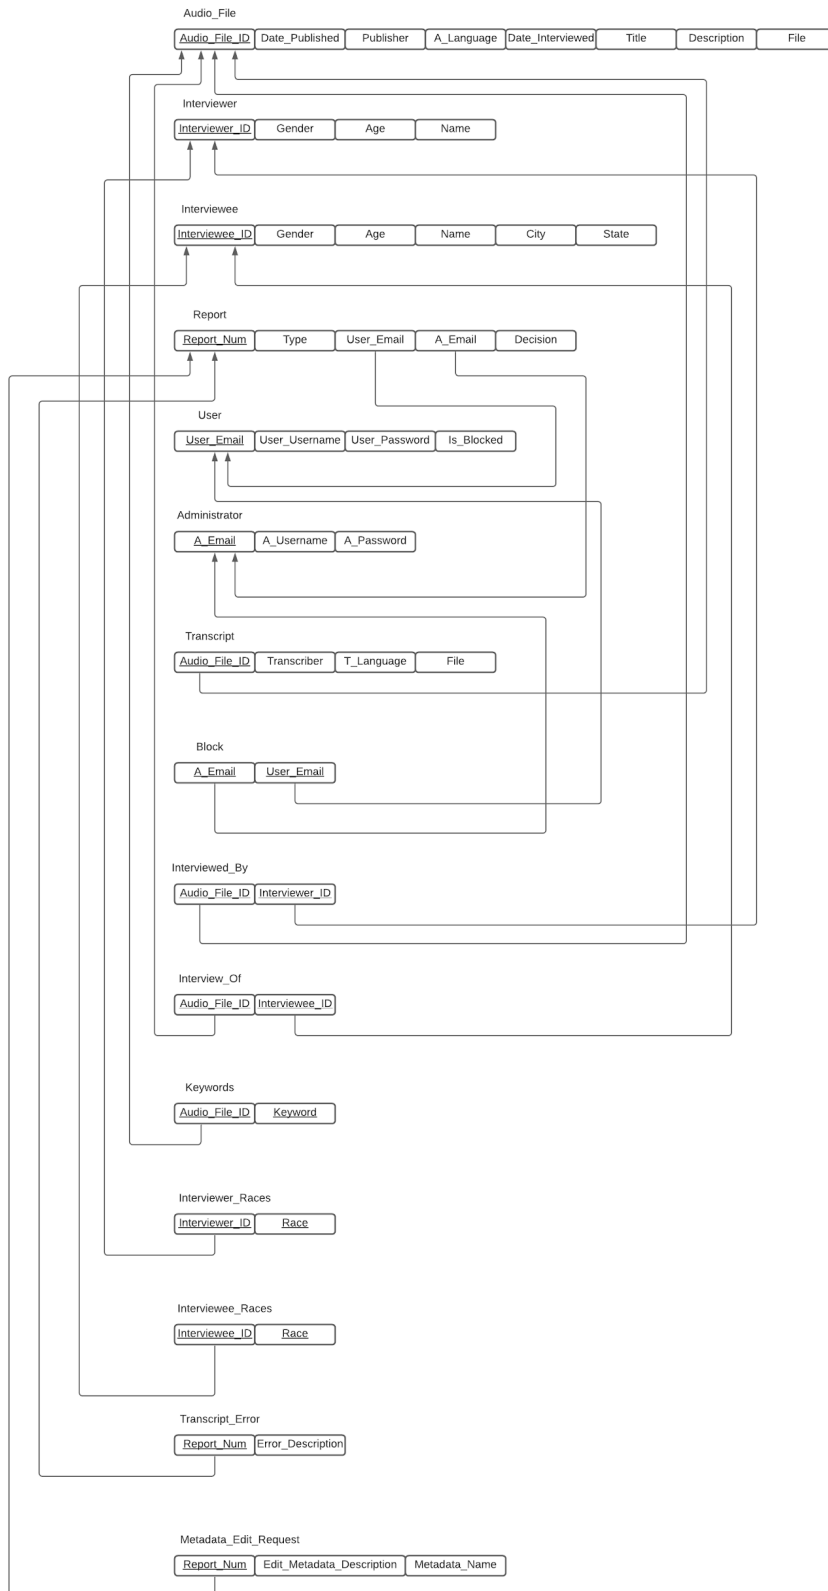 Audio_File
Audio_File_ID Date_Published Publisher A_Language Date_Interviewed Title Description File
Interviewer
Interviewer_ID Gender Age Name
Interviewee
Interviewee_ID Gender Age Name City State
Report
Report_Num Type User_Email A_Email Decision
User
User_Email User_Username User_Password Is_Blocked
Administrator
A_Email A_Username A_Password
Transcript
Audio_File_ID Transcriber T_Language File
Block
A_Email User_Email
Interviewed_By
Audio_File_ID Interviewer_ID
Interview_Of
Audio_File_ID Interviewee_ID
Keywords
Audio_File_ID Keyword
Interviewer_Races
Interviewer_ID Race
Interviewee_Races
Interviewee_ID Race
Transcript_Error
Report_Num Error_Description
Metadata_Edit_Request
Report_Num Edit_Metadata_Description Metadata_Name